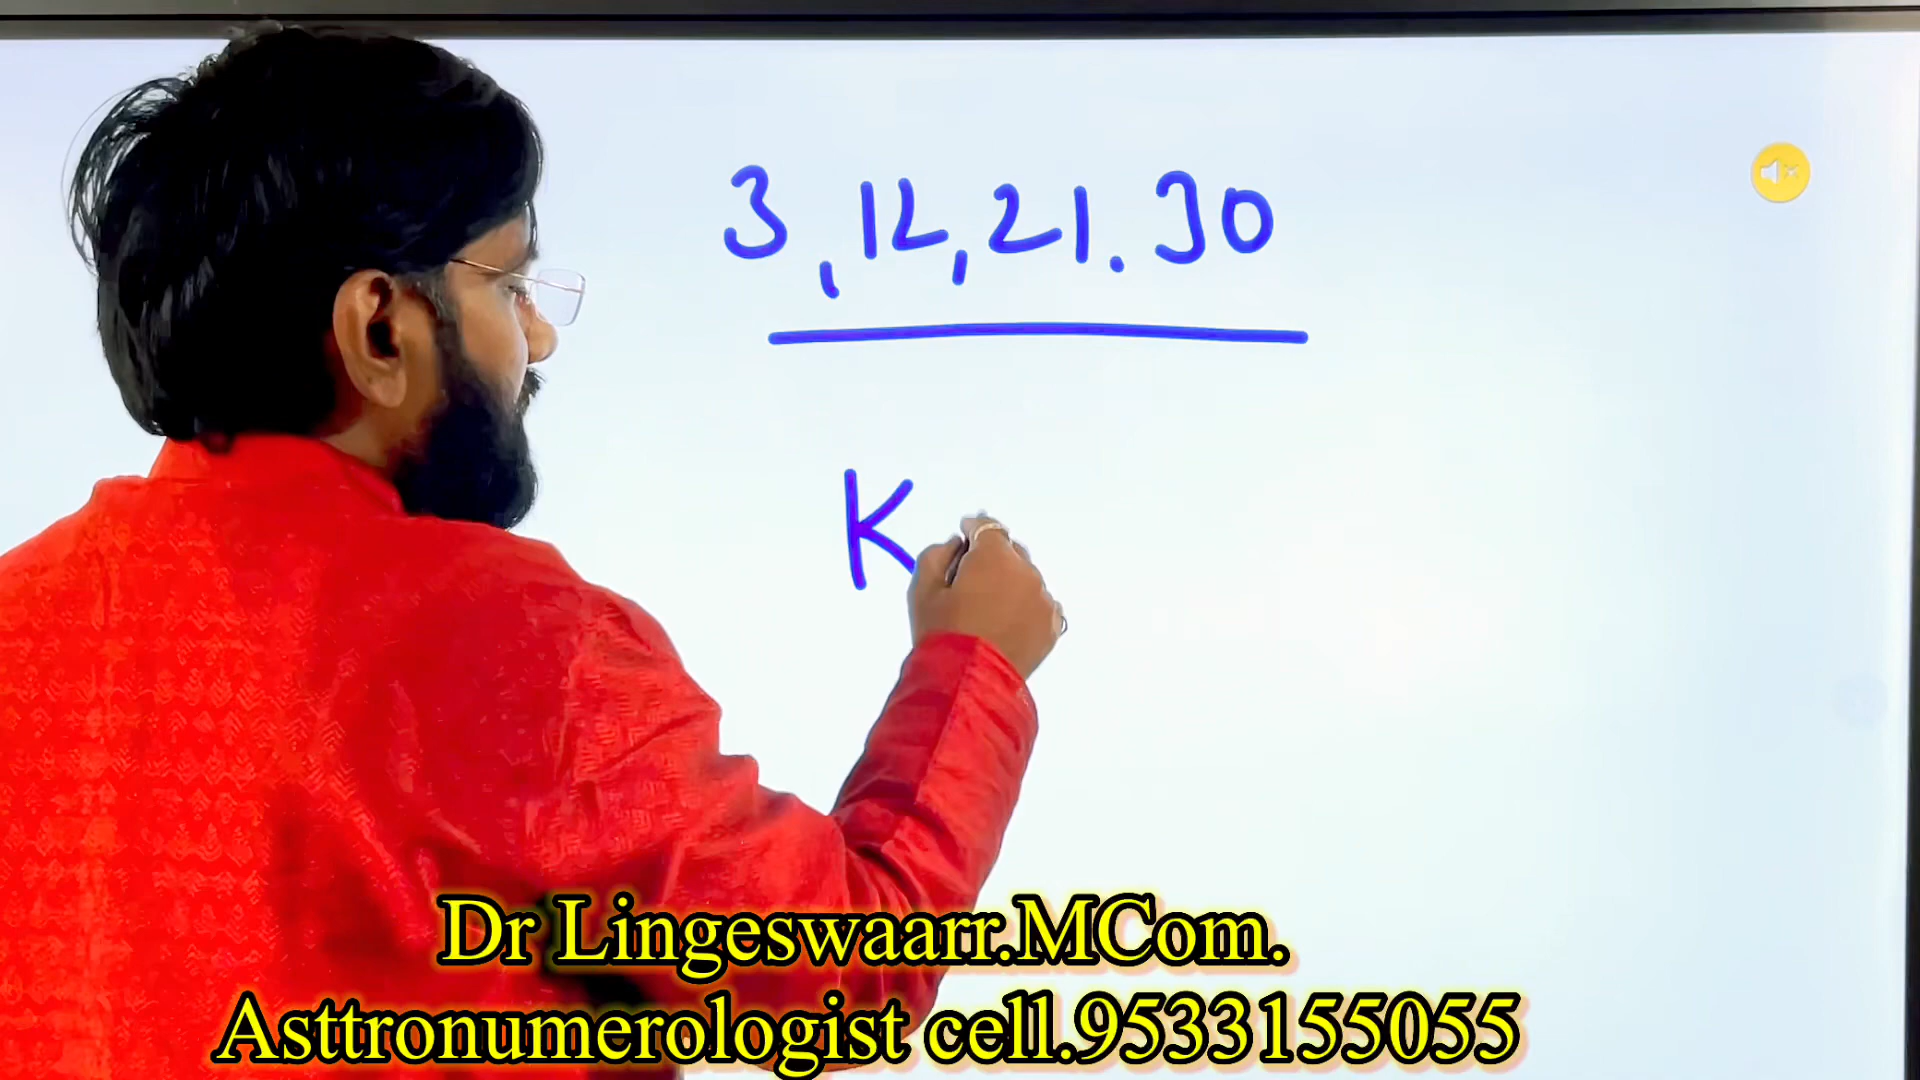 3, 12, 21. 30
K
Dr Lingeswaarr.MCom.
Asttronumerologist cell.9533155055